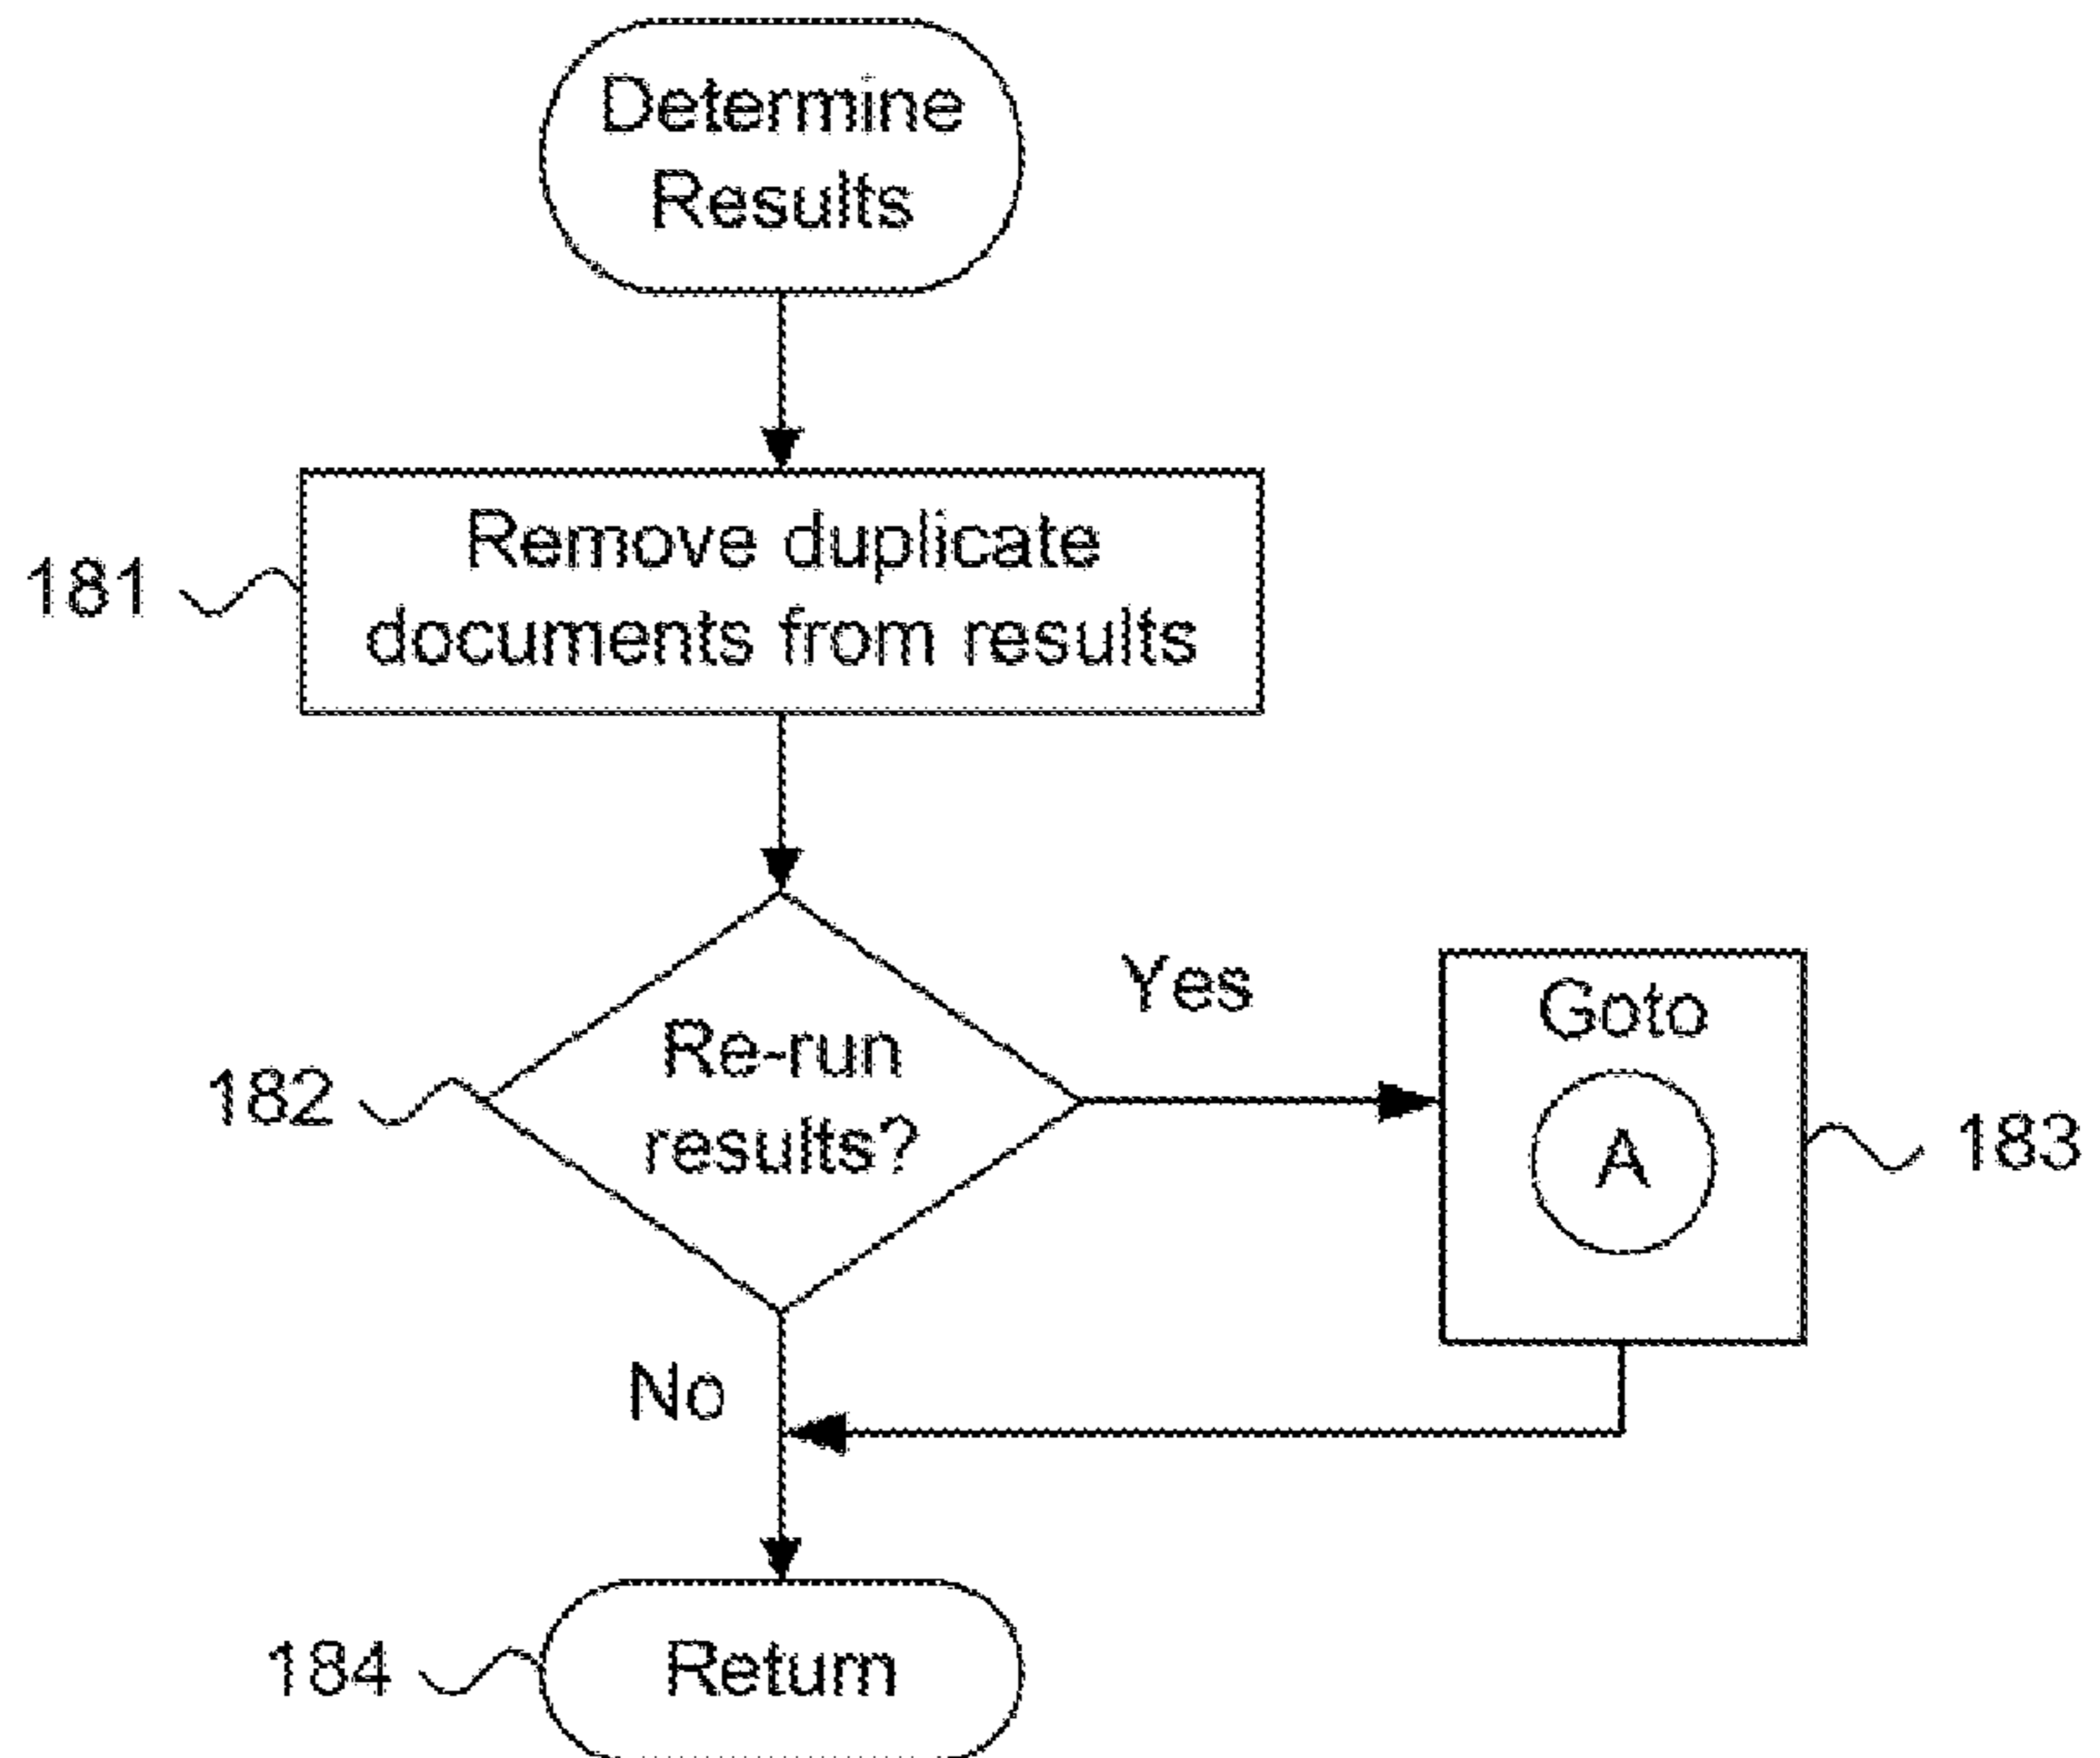 Determine
Results
Remove duplicate
documents from results
181
Yes
Re-run
results?
182
Goto
A
183
No
Return
184